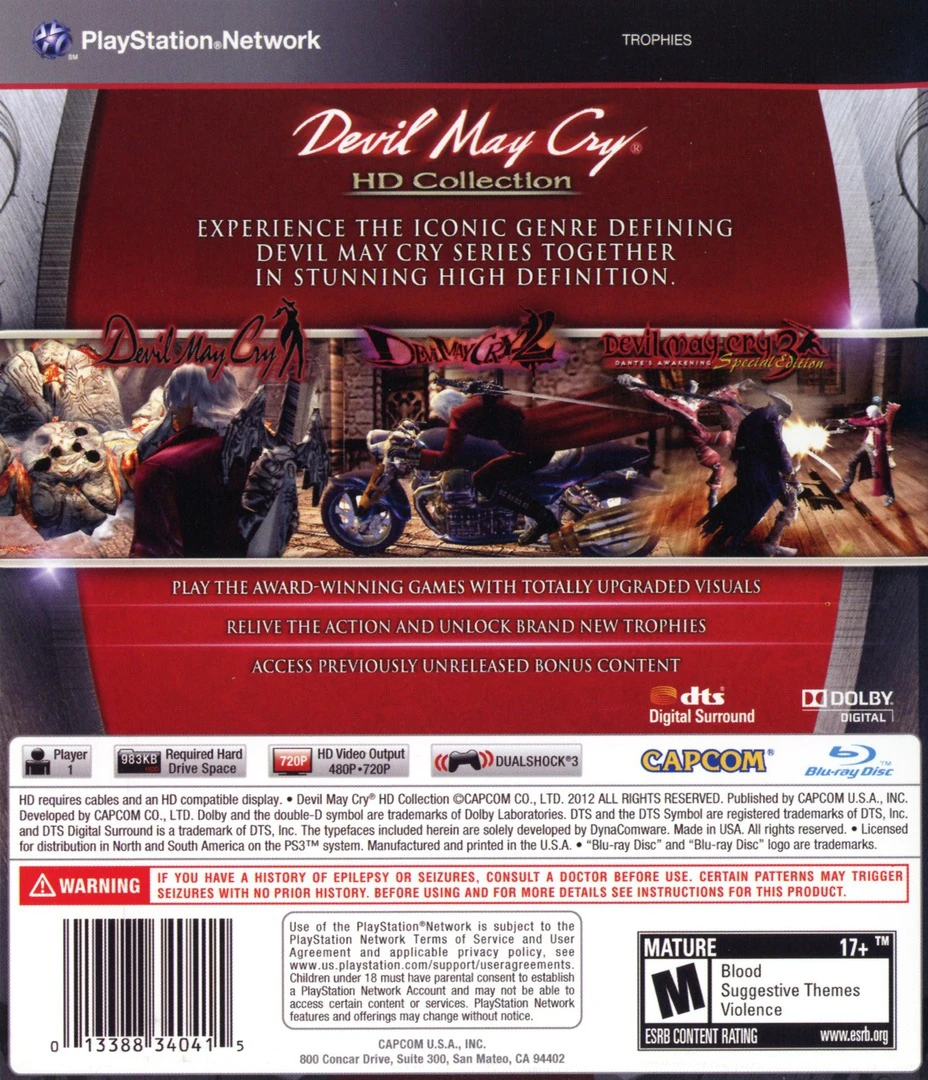 PlayStation®Network
SM
TROPHIES
Devil May Cry®
HD Collection
EXPERIENCE THE ICONIC GENRE DEFINING
DEVIL MAY CRY SERIES TOGETHER
IN STUNNING HIGH DEFINITION.
Devil May Cry
Devil May Cry 2
devil may cry 3
DANTE'S AWAKENING Special Edition
PLAY THE AWARD-WINNING GAMES WITH TOTALLY UPGRADED VISUALS
RELIVE THE ACTION AND UNLOCK BRAND NEW TROPHIES
ACCESS PREVIOUSLY UNRELEASED BONUS CONTENT
dts
Digital Surround
DOLBY
DIGITAL
Player
1
983KB
Required Hard
Drive Space
720P
HD Video Output
480P•720P
DUALSHOCK®3
CAPCOM®
Blu-ray Disc™
HD requires cables and an HD compatible display. • Devil May Cry® HD Collection ©CAPCOM CO., LTD. 2012 ALL RIGHTS RESERVED. Published by CAPCOM U.S.A., INC.
Developed by CAPCOM CO., LTD. Dolby and the double-D symbol are trademarks of Dolby Laboratories. DTS and the DTS Symbol are registered trademarks of DTS, Inc.
and DTS Digital Surround is a trademark of DTS, Inc. The typefaces included herein are solely developed by DynaComware. Made in USA. All rights reserved. • Licensed
for distribution in North and South America on the PS3™ system. Manufactured and printed in the U.S.A. • “Blu-ray Disc” and “Blu-ray Disc” logo are trademarks.
WARNING
IF YOU HAVE A HISTORY OF EPILEPSY OR SEIZURES, CONSULT A DOCTOR BEFORE USE. CERTAIN PATTERNS MAY TRIGGER
SEIZURES WITH NO PRIOR HISTORY. BEFORE USING AND FOR MORE DETAILS SEE INSTRUCTIONS FOR THIS PRODUCT.
0 13388 34041 5
Use of the PlayStation®Network is subject to the
PlayStation Network Terms of Service and User
Agreement and applicable privacy policy, see
www.us.playstation.com/support/useragreements.
Children under 18 must have parental consent to establish
a PlayStation Network Account and may not be able to
access certain content or services. PlayStation Network
features and offerings may change without notice.
CAPCOM U.S.A., INC.
800 Concar Drive, Suite 300, San Mateo, CA 94402
MATURE 17+ ™
M
Blood
Suggestive Themes
Violence
ESRB CONTENT RATING www.esrb.org